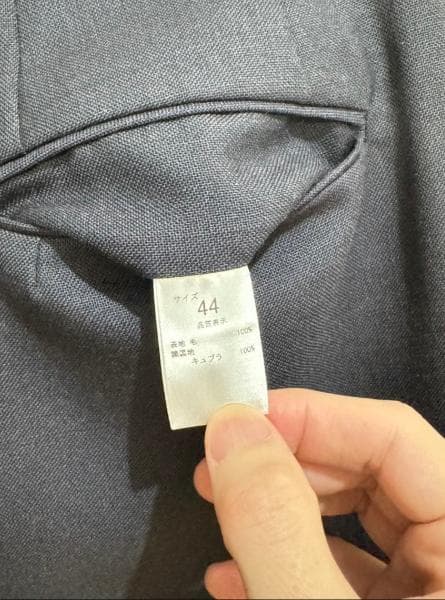 サイズ
44
品質表示
表地 毛 100%
裏裏地 100%
キュプラ